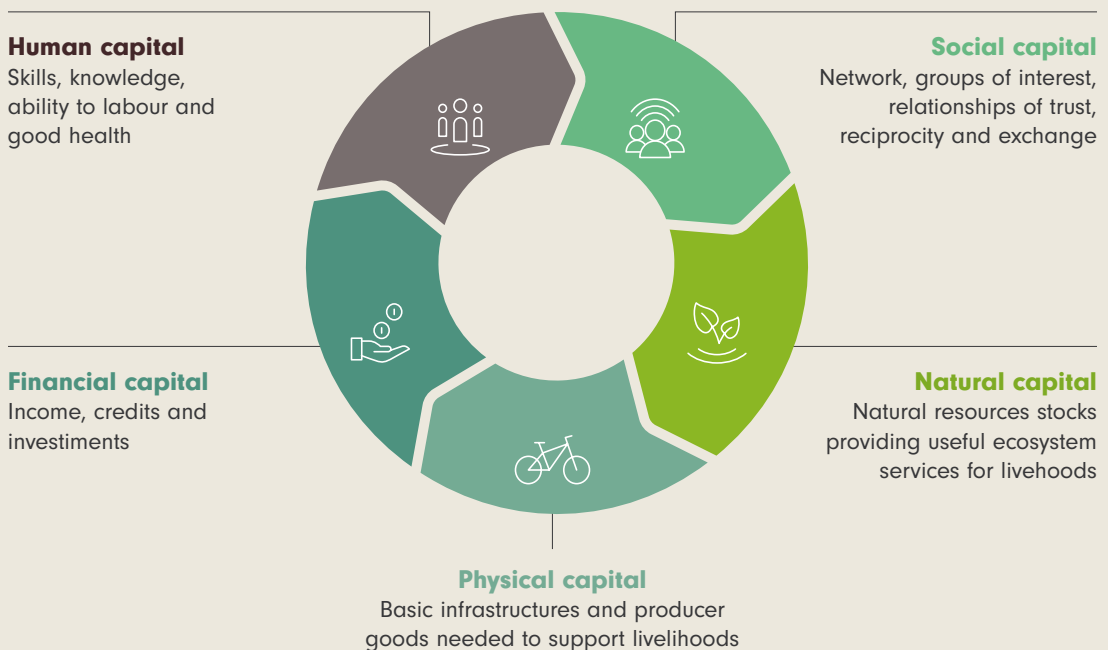 Human capital
Skills, knowledge,
ability to labour and
good health
Social capital
Network, groups of interest,
relationships of trust,
reciprocity and exchange
Financial capital
Income, credits and
investiments
Natural capital
Natural resources stocks
providing useful ecosystem
services for livehoods
Physical capital
Basic infrastructures and producer
goods needed to support livelihoods